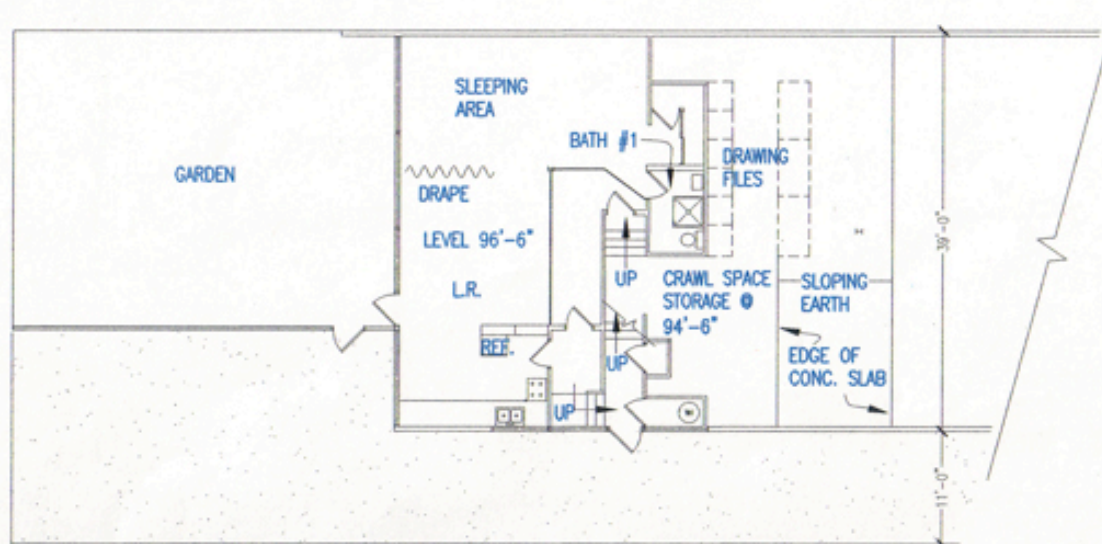 SLEEPING
AREA
BATH #1
GARDEN
DRAWING
FILES
DRAPE
LEVEL 96'-6"
39'-0"
L.R.
UP
CRAWL SPACE
STORAGE @
94'-6"
SLOPING
EARTH
REF.
UP
EDGE OF
CONC. SLAB
UP
11'-0"